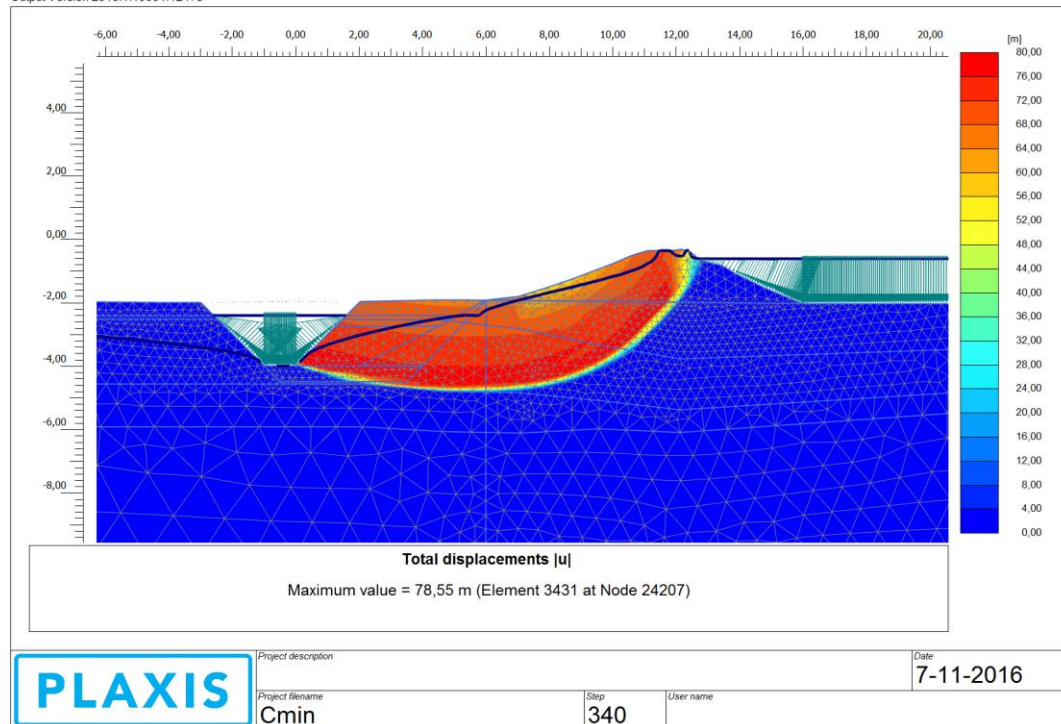 -6,00 -4,00 -2,00 0,00 2,00 4,00 6,00 8,00 10,00 12,00 14,00 16,00 18,00 20,00
[m]
80,00
76,00
72,00
68,00
64,00
60,00
56,00
52,00
48,00
44,00
40,00
36,00
32,00
28,00
24,00
20,00
16,00
12,00
8,00
4,00
0,00
4,00
2,00
0,00
-2,00
-4,00
-6,00
-8,00
Total displacements |u|
Maximum value = 78,55 m (Element 3431 at Node 24207)
PLAXIS
Project description
Date
7-11-2016
Project filename
Cmin
Step
340
User name